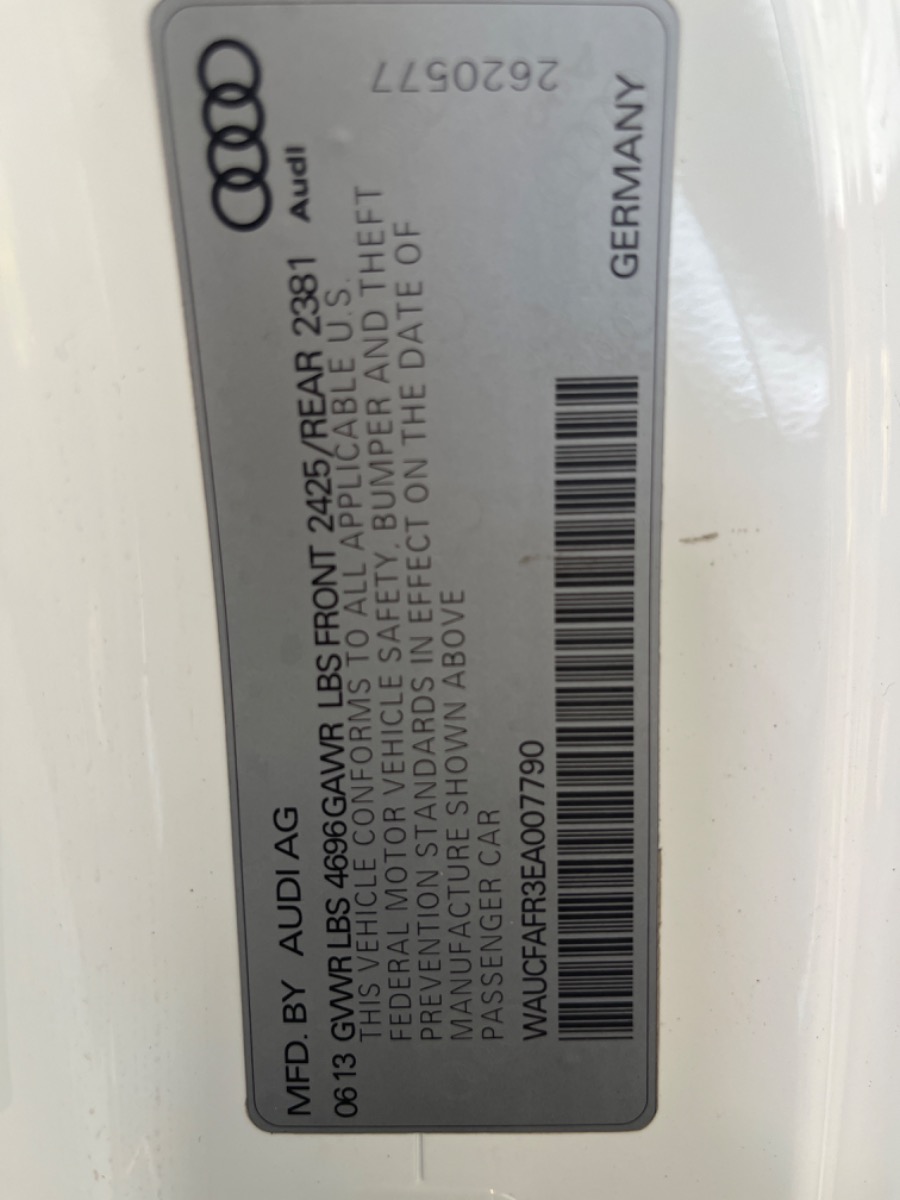 MFD. BY AUDI AG
Audi
0613 GVWR LBS 4696 GAWR LBS FRONT 2425/REAR 2381
THIS VEHICLE CONFORMS TO ALL APPLICABLE U.S.
FEDERAL MOTOR VEHICLE SAFETY, BUMPER AND THEFT
PREVENTION STANDARDS IN EFFECT ON THE DATE OF
MANUFACTURE SHOWN ABOVE
PASSENGER CAR
WAUCFAFR3EA007790
GERMANY
2620577